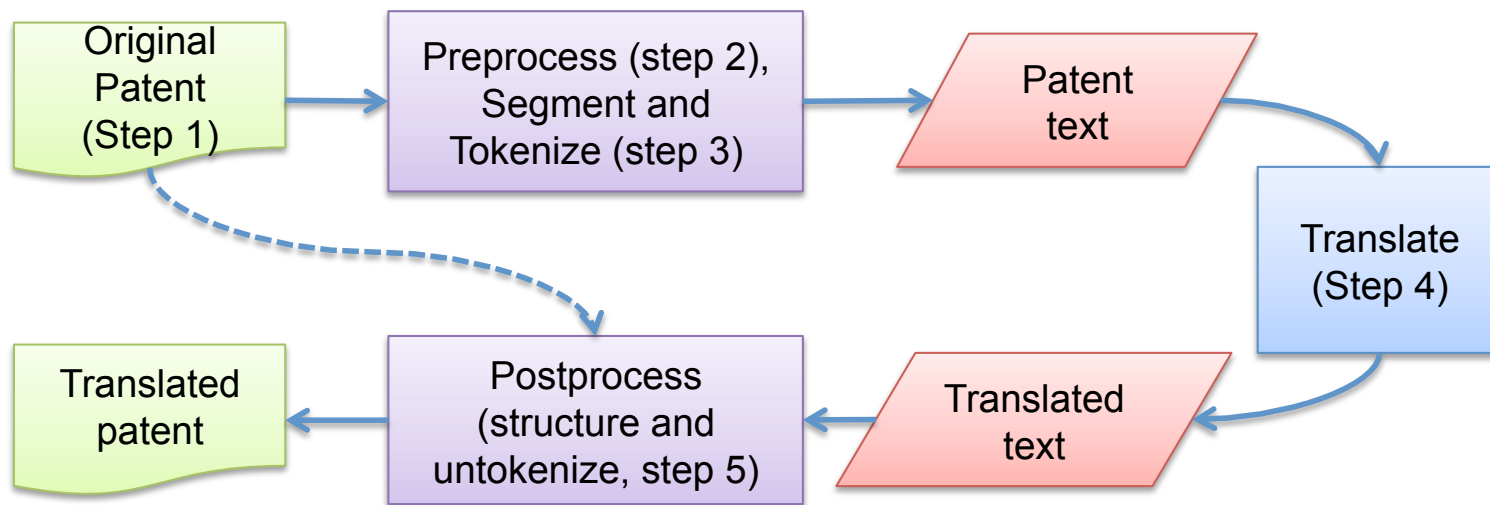 Original
Patent
(Step 1)
Preprocess (step 2),
Segment and
Tokenize (step 3)
Patent
text
Translate
(Step 4)
Translated
text
Postprocess
(structure and
untokenize, step 5)
Translated
patent